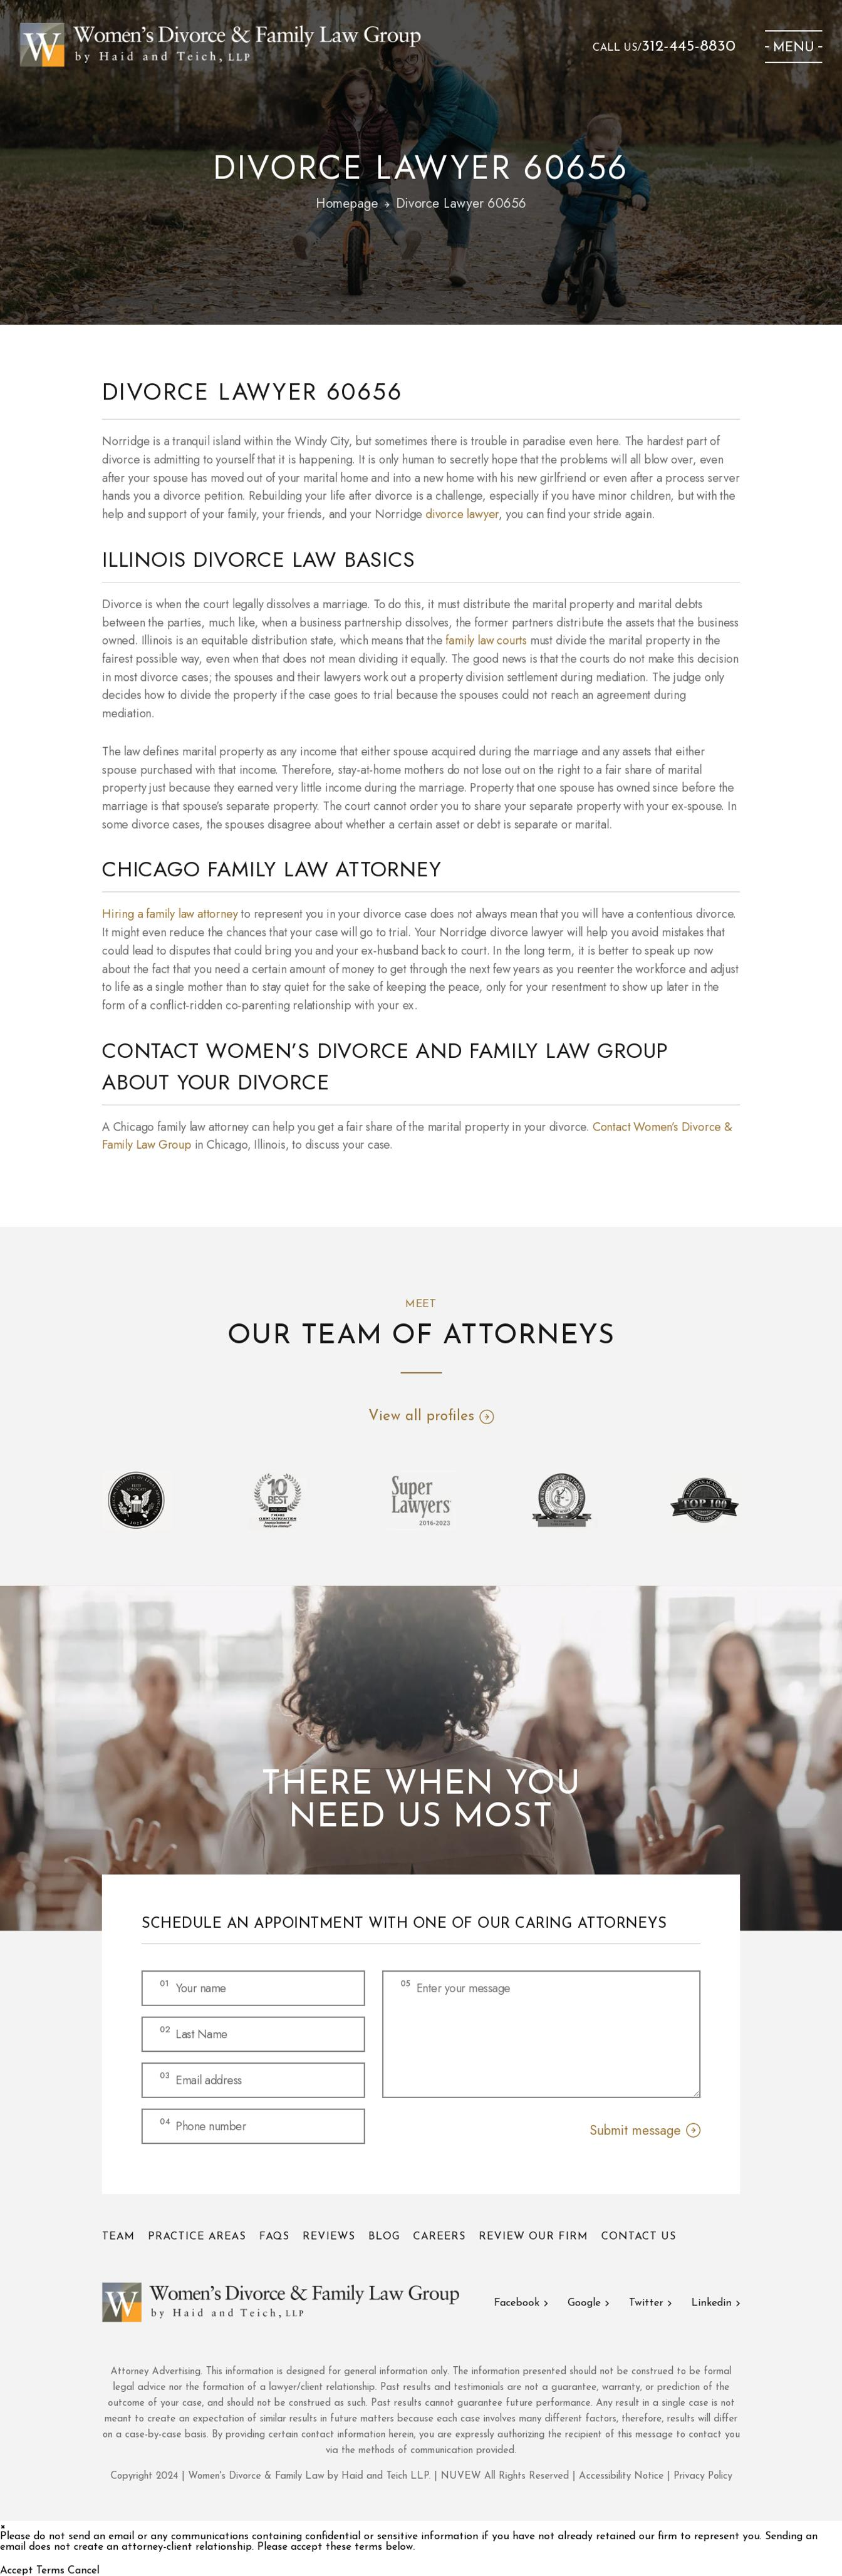 Women's Divorce & Family Law Group
by Haid and Teich, LLP
CALL US/312-445-8830
- MENU -
DIVORCE LAWYER 60656
Homepage → Divorce Lawyer 60656
DIVORCE LAWYER 60656
Norridge is a tranquil island within the Windy City, but sometimes there is trouble in paradise even here. The hardest part of
divorce is admitting to yourself that it is happening. It is only human to secretly hope that the problems will all blow over, even
after your spouse has moved out of your marital home and into a new home with his new girlfriend or even after a process server
hands you a divorce petition. Rebuilding your life after divorce is a challenge, especially if you have minor children, but with the
help and support of your family, your friends, and your Norridge divorce lawyer, you can find your stride again.
ILLINOIS DIVORCE LAW BASICS
Divorce is when the court legally dissolves a marriage. To do this, it must distribute the marital property and marital debts
between the parties, much like, when a business partnership dissolves, the former partners distribute the assets that the business
owned. Illinois is an equitable distribution state, which means that the family law courts must divide the marital property in the
fairest possible way, even when that does not mean dividing it equally. The good news is that the courts do not make this decision
in most divorce cases; the spouses and their lawyers work out a property division settlement during mediation. The judge only
decides how to divide the property if the case goes to trial because the spouses could not reach an agreement during
mediation.
The law defines marital property as any income that either spouse acquired during the marriage and any assets that either
spouse purchased with that income. Therefore, stay-at-home mothers do not lose out on the right to a fair share of marital
property just because they earned very little income during the marriage. Property that one spouse has owned since before the
marriage is that spouse's separate property. The court cannot order you to share your separate property with your ex-spouse. In
some divorce cases, the spouses disagree about whether a certain asset or debt is separate or marital.
CHICAGO FAMILY LAW ATTORNEY
Hiring a family law attorney to represent you in your divorce case does not always mean that you will have a contentious divorce.
It might even reduce the chances that your case will go to trial. Your Norridge divorce lawyer will help you avoid mistakes that
could lead to disputes that could bring you and your ex-husband back to court. In the long term, it is better to speak up now
about the fact that you need a certain amount of money to get through the next few years as you reenter the workforce and adjust
to life as a single mother than to stay quiet for the sake of keeping the peace, only for your resentment to show up later in the
form of a conflict-ridden co-parenting relationship with your ex.
CONTACT WOMEN'S DIVORCE AND FAMILY LAW GROUP
ABOUT YOUR DIVORCE
A Chicago family law attorney can help you get a fair share of the marital property in your divorce. Contact Women's Divorce &
Family Law Group in Chicago, Illinois, to discuss your case.
MEET
OUR TEAM OF ATTORNEYS
View all profiles
10
BEST
CLIENT SATISFACTION
Super
Lawyers
2016-2023
TOP 100
THERE WHEN YOU
NEED US MOST
SCHEDULE AN APPOINTMENT WITH ONE OF OUR CARING ATTORNEYS
01 Your name
02 Last Name
03 Email address
04 Phone number
05 Enter your message
Submit message
TEAM PRACTICE AREAS FAQS REVIEWS BLOG CAREERS REVIEW OUR FIRM CONTACT US
Women's Divorce & Family Law Group
by Haid and Teich, LLP
Facebook > Google > Twitter > Linkedin >
Attorney Advertising. This information is designed for general information only. The information presented should not be construed to be formal
legal advice nor the formation of a lawyer/client relationship. Past results and testimonials are not a guarantee, warranty, or prediction of the
outcome of your case, and should not be construed as such. Past results cannot guarantee future performance. Any result in a single case is not
meant to create an expectation of similar results in future matters because each case involves many different factors, therefore, results will differ
on a case-by-case basis. By providing certain contact information herein, you are expressly authorizing the recipient of this message to contact you
via the methods of communication provided.
Copyright 2024 | Women's Divorce & Family Law by Haid and Teich LLP. | NUVEW All Rights Reserved | Accessibility Notice | Privacy Policy
×
Please do not send an email or any communications containing confidential or sensitive information if you have not already retained our firm to represent you. Sending an
email does not create an attorney-client relationship. Please accept these terms below.
Accept Terms Cancel